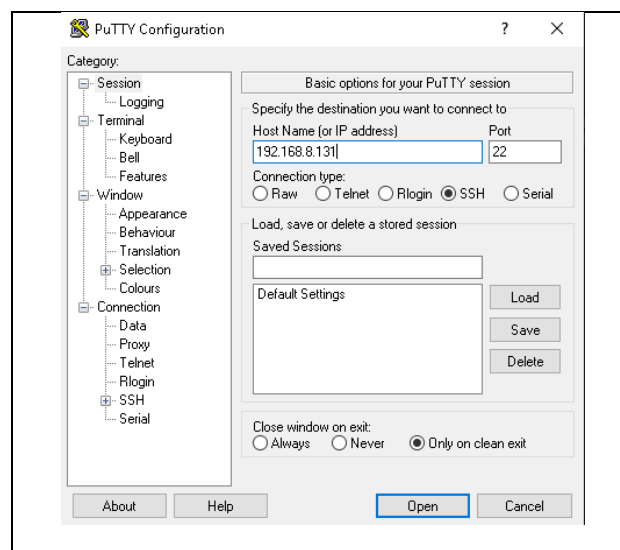 PuTTY Configuration
?
Category:
Session
Logging
Terminal
Keyboard
Bell
Features
Window
Appearance
Behaviour
Translation
Selection
Colours
Connection
Data
Proxy
Telnet
Rlogin
SSH
Serial
Basic options for your PuTTY session
Specify the destination you want to connect to
Host Name (or IP address) Port
192.168.8.131 22
Connection type:
Raw Telnet Rlogin SSH Serial
Load, save or delete a stored session
Saved Sessions
Default Settings
Load
Save
Delete
Close window on exit:
Always Never Only on clean exit
About Help Open Cancel